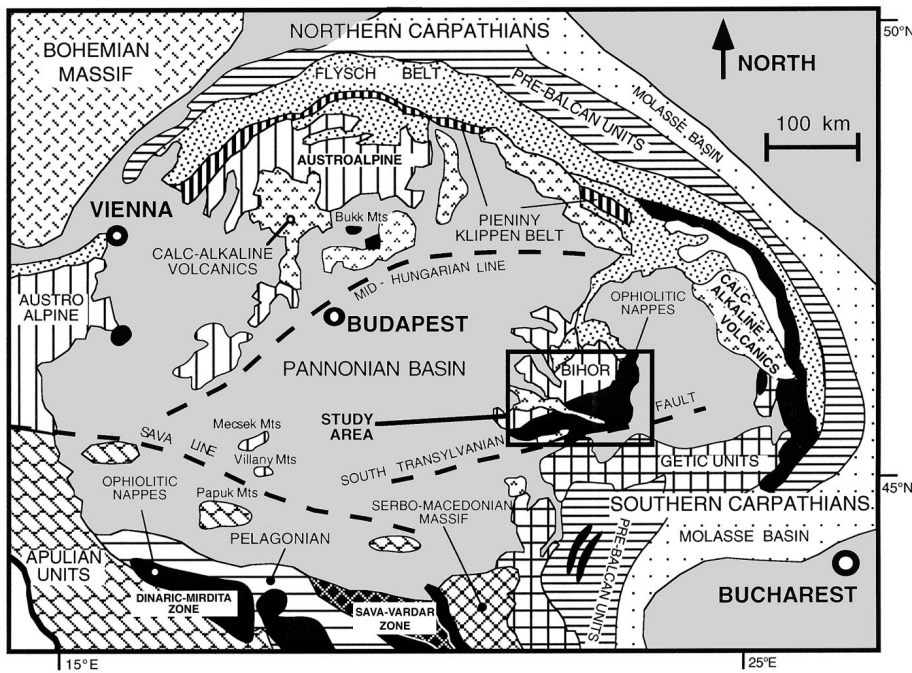 NORTHERN CARPATHIANS
50°N
BOHEMIAN
MASSIF
FLYSCH BELT
PRE-BALCAN UNITS
MOLASSE BASIN
NORTH
100 km
AUSTROALPINE
VIENNA
Bukk Mts
PIENINY
KLIPPEN BELT
CALC-ALKALINE
VOLCANICS
MID-HUNGARIAN LINE
AUSTRO
ALPINE
OPHIOLITIC
NAPPES
CALC-
ALKALINE
VOLCANICS
BUDAPEST
PANNONIAN BASIN
BIHOR
STUDY
AREA
FAULT
SOUTH TRANSYLVANIAN
SAVA
LINE
Mecsek Mts
Villany Mts
GETIC UNITS
45°N
OPHIOLITIC
NAPPES
Papuk Mts
SERBO-MACEDONIAN
MASSIF
SOUTHERN CARPATHIANS
MOLASSE BASIN
PELAGONIAN
PRE-BALCAN UNITS
APULIAN
UNITS
DINARIC-MIRDITA
ZONE
SAVA-VARDAR
ZONE
BUCHAREST
15°E
25°E